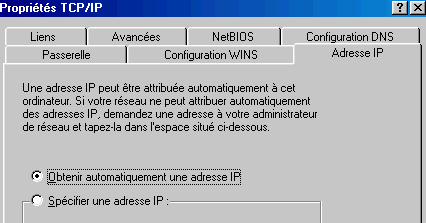 Propriétés TCP/IP
Liens Avancées NetBIOS Configuration DNS
Passerelle Configuration WINS Adresse IP
Une adresse IP peut être attribuée automatiquement à cet
ordinateur. Si votre réseau ne peut attribuer automatiquement
des adresses IP, demandez une adresse à votre administrateur
de réseau et tapez-la dans l'espace situé ci-dessous.
Obtenir automatiquement une adresse IP
Spécifier une adresse IP :